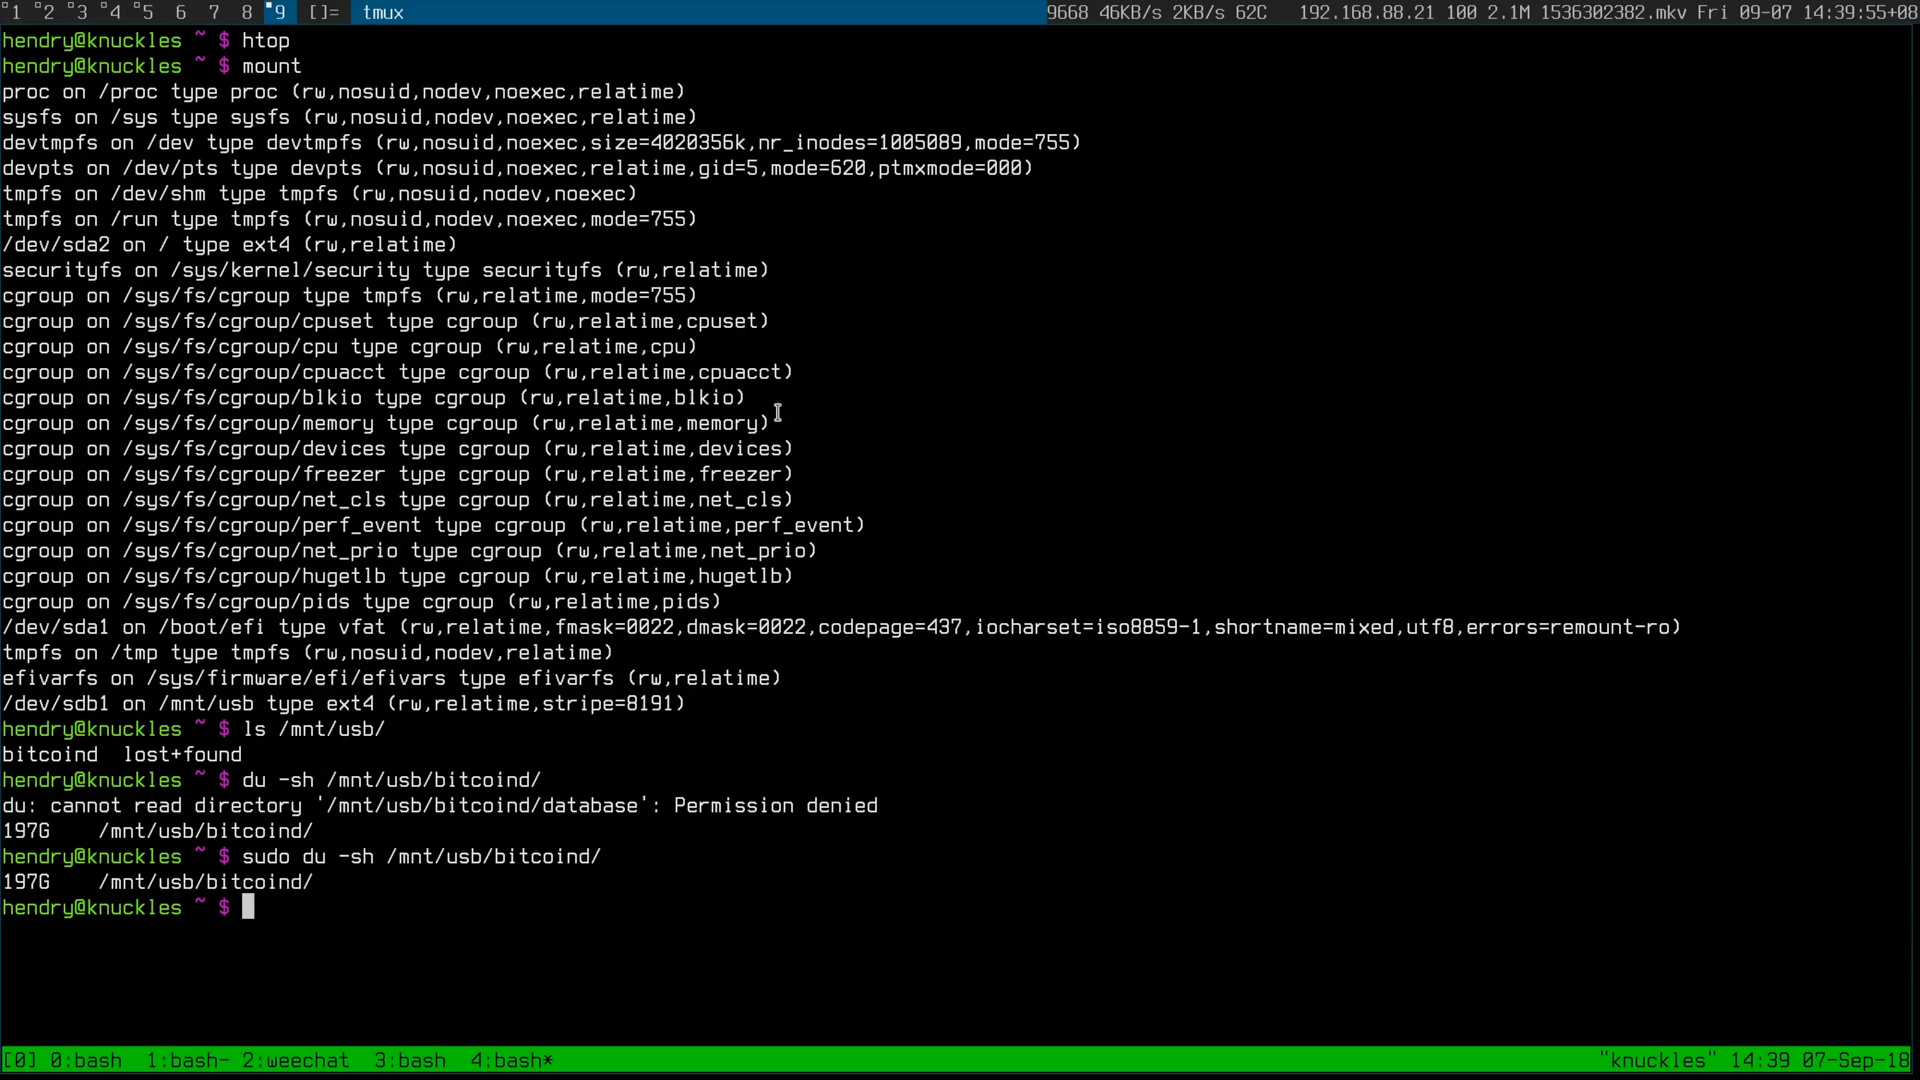 1 2 3 4 5 6 7 8 9 []= tmux 9668 46KB/s 2KB/s 62C 192.168.88.21 100 2.1M 1536302382.mkv Fri 09-07 14:39:55+08
hendry@knuckles ~ $ htop
hendry@knuckles ~ $ mount
proc on /proc type proc (rw,nosuid,nodev,noexec,relatime)
sysfs on /sys type sysfs (rw,nosuid,nodev,noexec,relatime)
devtmpfs on /dev type devtmpfs (rw,nosuid,noexec,size=4020356k,nr_inodes=1005089,mode=755)
devpts on /dev/pts type devpts (rw,nosuid,noexec,relatime,gid=5,mode=620,ptmxmode=000)
tmpfs on /dev/shm type tmpfs (rw,nosuid,nodev,noexec)
tmpfs on /run type tmpfs (rw,nosuid,nodev,noexec,mode=755)
/dev/sda2 on / type ext4 (rw,relatime)
securityfs on /sys/kernel/security type securityfs (rw,relatime)
cgroup on /sys/fs/cgroup type tmpfs (rw,relatime,mode=755)
cgroup on /sys/fs/cgroup/cpuset type cgroup (rw,relatime,cpuset)
cgroup on /sys/fs/cgroup/cpu type cgroup (rw,relatime,cpu)
cgroup on /sys/fs/cgroup/cpuacct type cgroup (rw,relatime,cpuacct)
cgroup on /sys/fs/cgroup/blkio type cgroup (rw,relatime,blkio)
cgroup on /sys/fs/cgroup/memory type cgroup (rw,relatime,memory)
cgroup on /sys/fs/cgroup/devices type cgroup (rw,relatime,devices)
cgroup on /sys/fs/cgroup/freezer type cgroup (rw,relatime,freezer)
cgroup on /sys/fs/cgroup/net_cls type cgroup (rw,relatime,net_cls)
cgroup on /sys/fs/cgroup/perf_event type cgroup (rw,relatime,perf_event)
cgroup on /sys/fs/cgroup/net_prio type cgroup (rw,relatime,net_prio)
cgroup on /sys/fs/cgroup/hugetlb type cgroup (rw,relatime,hugetlb)
cgroup on /sys/fs/cgroup/pids type cgroup (rw,relatime,pids)
/dev/sda1 on /boot/efi type vfat (rw,relatime,fmask=0022,dmask=0022,codepage=437,iocharset=iso8859-1,shortname=mixed,utf8,errors=remount-ro)
tmpfs on /tmp type tmpfs (rw,nosuid,nodev,relatime)
efivarfs on /sys/firmware/efi/efivars type efivarfs (rw,relatime)
/dev/sdb1 on /mnt/usb type ext4 (rw,relatime,stripe=8191)
hendry@knuckles ~ $ ls /mnt/usb/
bitcoind  lost+found
hendry@knuckles ~ $ du -sh /mnt/usb/bitcoind/
du: cannot read directory '/mnt/usb/bitcoind/database': Permission denied
197G    /mnt/usb/bitcoind/
hendry@knuckles ~ $ sudo du -sh /mnt/usb/bitcoind/
197G    /mnt/usb/bitcoind/
hendry@knuckles ~ $
[0] 0:bash  1:bash- 2:weechat  3:bash  4:bash* "knuckles" 14:39 07-Sep-18